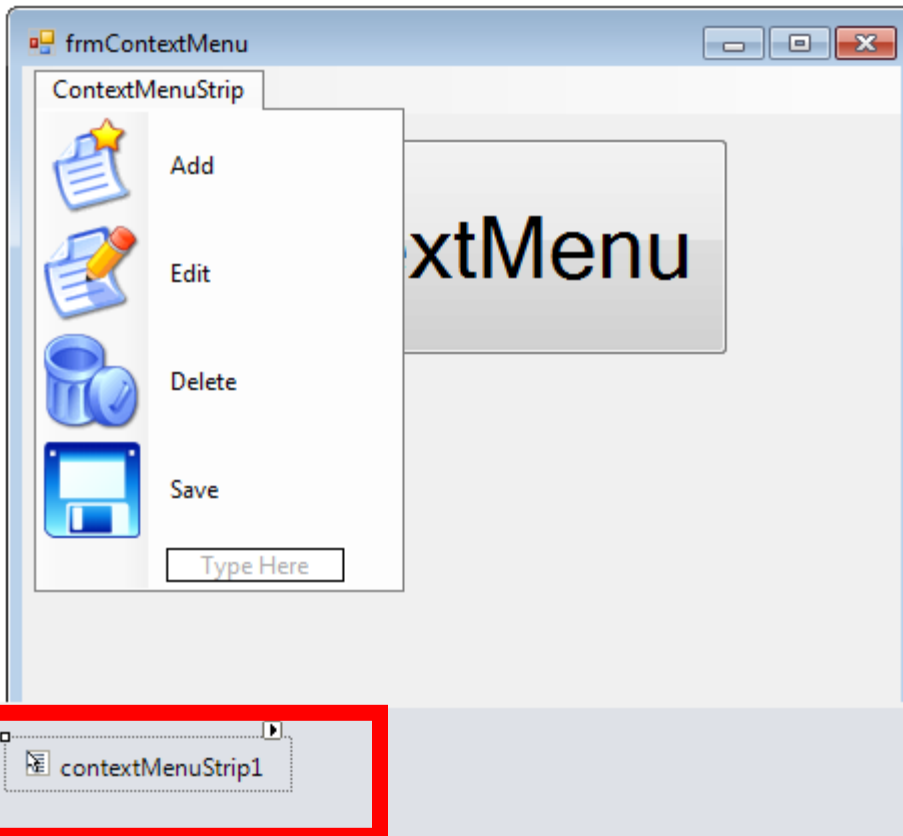 frmContextMenu
ContextMenuStrip
Add
xtMenu
Edit
Delete
Save
Type Here
contextMenuStrip1